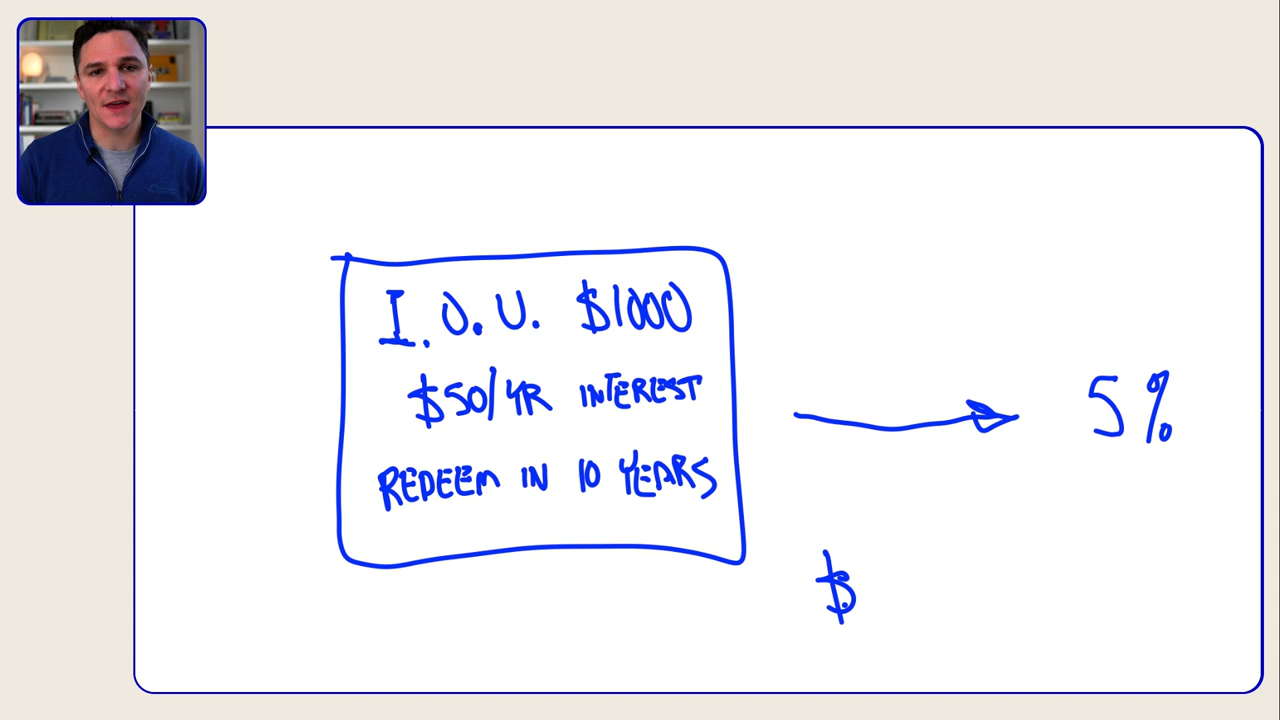 I.O.U. $1000
$50/YR INTEREST
REDEEM IN 10 YEARS
5%
$